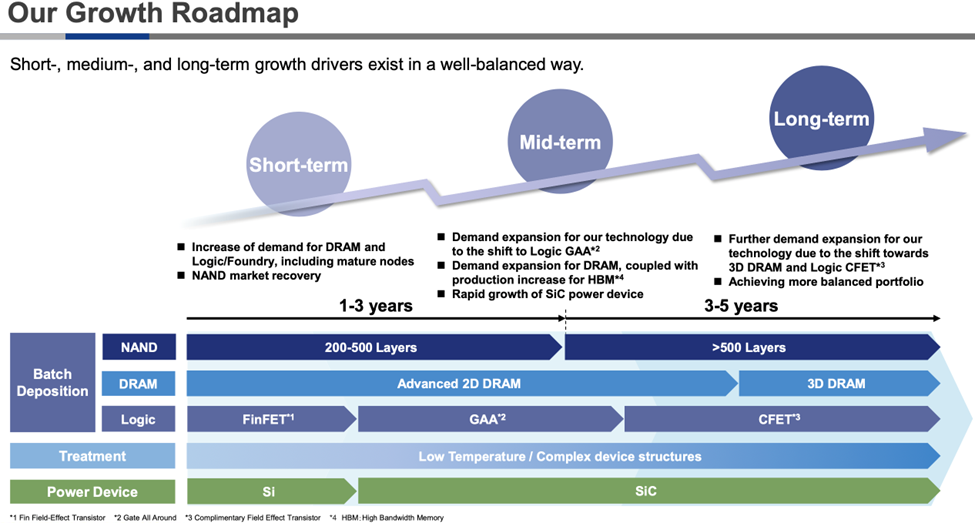 Our Growth Roadmap
Short-, medium-, and long-term growth drivers exist in a well-balanced way.
Short-term
Mid-term
Long-term
■ Increase of demand for DRAM and
Logic/Foundry, including mature nodes
■ NAND market recovery
■ Demand expansion for our technology due
to the shift to Logic GAA*2
■ Demand expansion for DRAM, coupled with
production increase for HBM*4
■ Rapid growth of SiC power device
■ Further demand expansion for our
technology due to the shift towards
3D DRAM and Logic CFET*3
■ Achieving more balanced portfolio
1-3 years
3-5 years
Batch
Deposition
NAND
200-500 Layers
>500 Layers
DRAM
Advanced 2D DRAM
3D DRAM
Logic
FinFET*1
GAA*2
CFET*3
Treatment
Low Temperature / Complex device structures
Power Device
Si
SiC
*1 Fin Field-Effect Transistor *2 Gate All Around *3 Complimentary Field Effect Transistor *4 HBM:High Bandwidth Memory